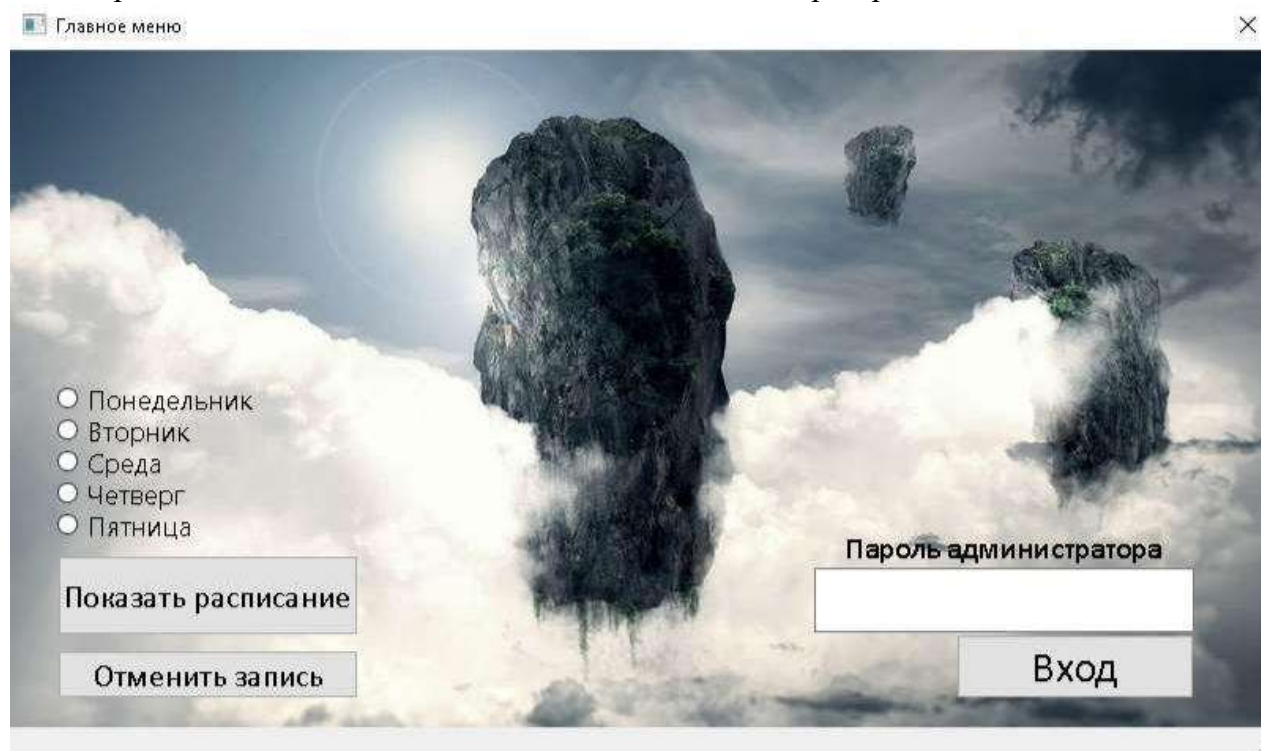 Главное меню
Понедельник
Вторник
Среда
Четверг
Пятница
Показать расписание
Отменить запись
Пароль администратора
Вход